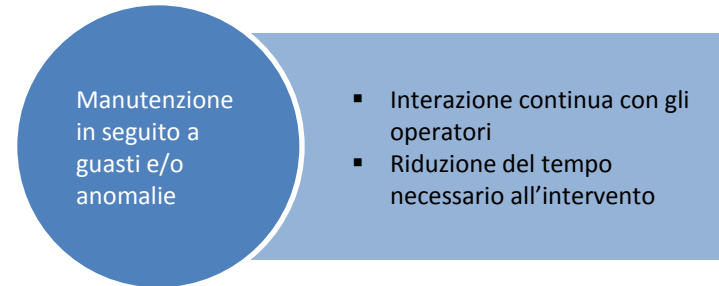 Manutenzione
in seguito a
guasti e/o
anomalie
▪ Interazione continua con gli
operatori
▪ Riduzione del tempo
necessario all’intervento